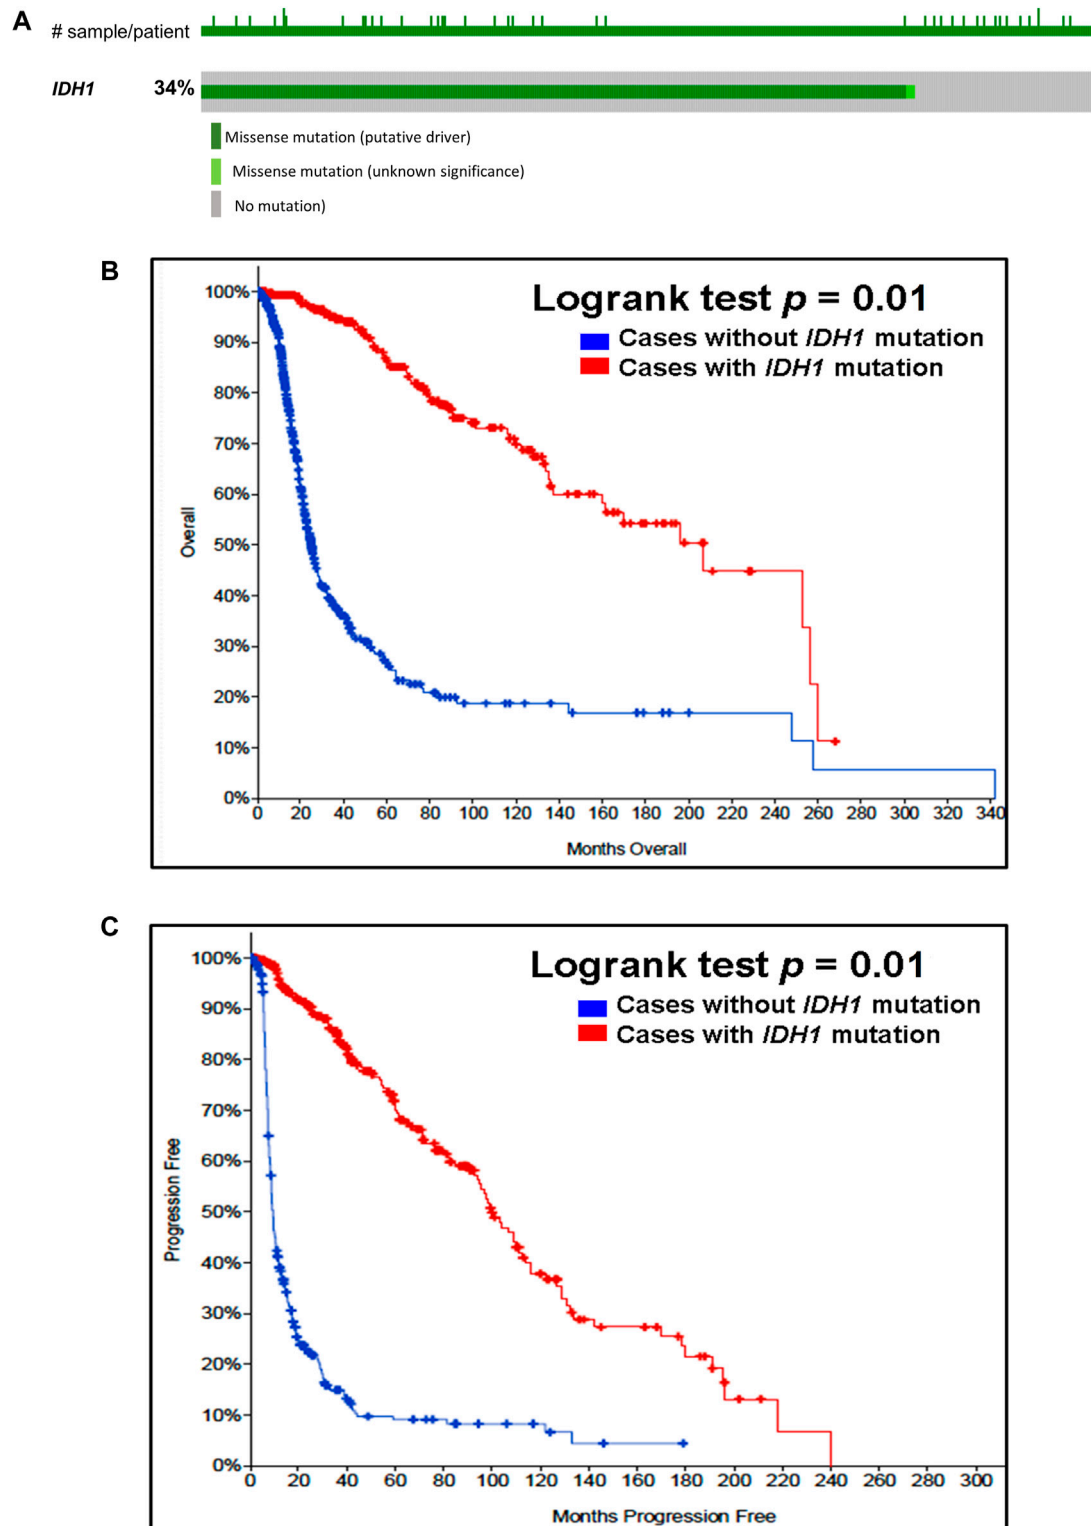 A
# sample/patient
IDH1 34%
Missense mutation (putative driver)
Missense mutation (unknown significance)
No mutation)
B
Logrank test p = 0.01
Cases without IDH1 mutation
Cases with IDH1 mutation
100%
90%
80%
70%
60%
50%
40%
30%
20%
10%
0%
Overall
0 20 40 60 80 100 120 140 160 180 200 220 240 260 280 300 320 340
Months Overall
C
Logrank test p = 0.01
Cases without IDH1 mutation
Cases with IDH1 mutation
100%
90%
80%
70%
60%
50%
40%
30%
20%
10%
0%
Progression Free
0 20 40 60 80 100 120 140 160 180 200 220 240 260 280 300
Months Progression Free